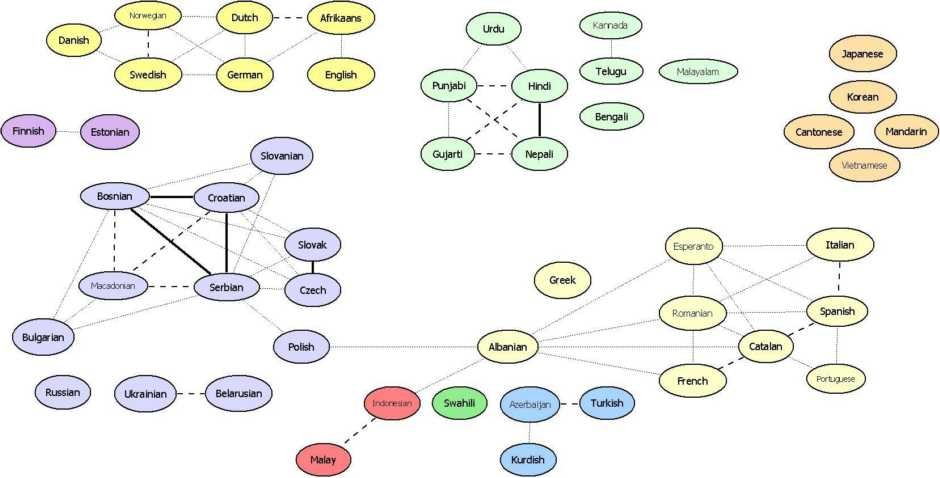 Norwegian
Dutch
Afrikaans
Danish
Swedish
German
English
Urdu
Kannada
Punjabi
Hindi
Telugu
Malayalam
Bengali
Gujarti
Nepali
Japanese
Korean
Cantonese
Mandarin
Vietnamese
Finnish
Estonian
Slovanian
Bosnian
Croatian
Slovak
Macadonian
Serbian
Czech
Bulgarian
Polish
Russian
Ukrainian
Belarusian
Esperanto
Italian
Greek
Romanian
Spanish
Albanian
Catalan
French
Portuguese
Indonesian
Swahili
Azerbaijan
Turkish
Malay
Kurdish